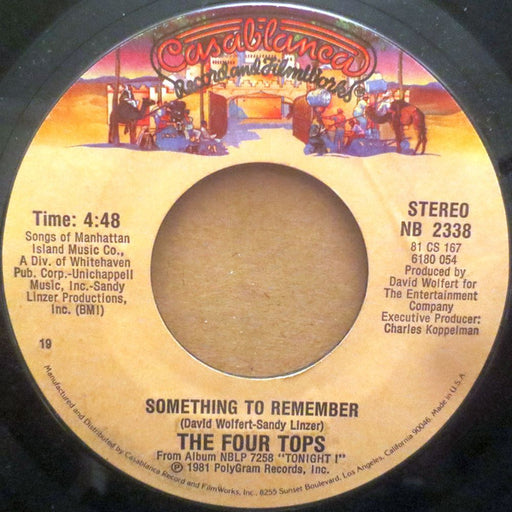 Casablanca
Record and FilmWorks®
Time: 4:48
Songs of Manhattan
Island Music Co.,
A Div. of Whitehaven
Pub. Corp.-Unichappell
Music, Inc.-Sandy
Linzer Productions,
Inc. (BMI)
19
STEREO
NB 2338
81 CS 167
6180 054
Produced by
David Wolfert for
The Entertainment
Company
Executive Producer:
Charles Koppelman
SOMETHING TO REMEMBER
(David Wolfert-Sandy Linzer)
THE FOUR TOPS
From Album NBLP 7258 "TONIGHT I"
Ⓟ 1981 PolyGram Records, Inc.
Manufactured and Distributed by Casablanca Record and FilmWorks, Inc., 8255 Sunset Boulevard, Los Angeles, California 90046. Made in U.S.A.